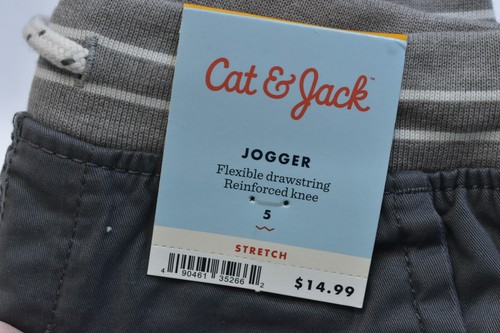 Cat & Jack™
JOGGER
Flexible drawstring
Reinforced knee
5
STRETCH
4 90461 35266 2
$14.99